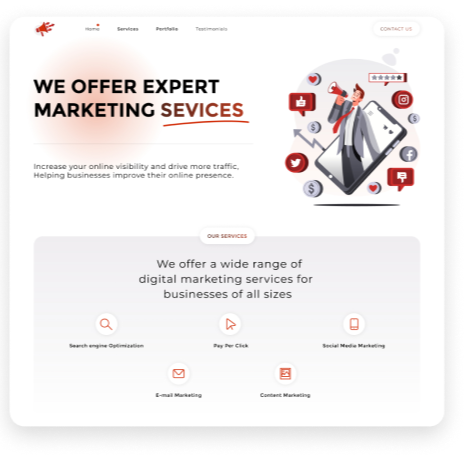 Home Services Portfolio Testimonials CONTACT US
WE OFFER EXPERT
MARKETING SEVICES
Increase your online visibility and drive more traffic,
Helping businesses improve their online presence.
OUR SERVICES
We offer a wide range of
digital marketing services for
businesses of all sizes
Search engine Optimization Pay Per Click Social Media Marketing
E-mail Marketing Content Marketing